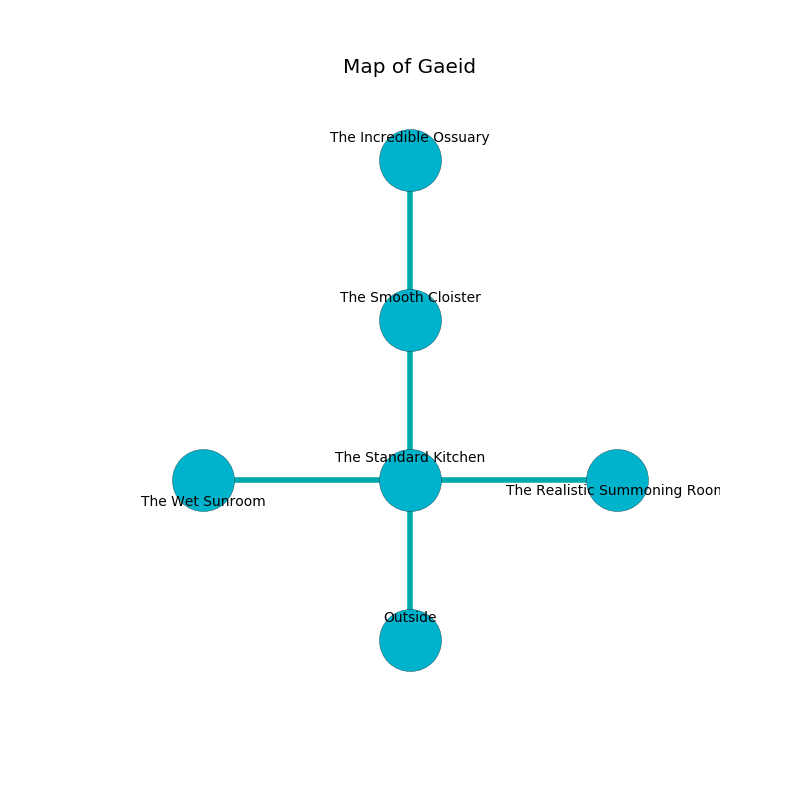 Map of Gaeid
The Incredible Ossuary
The Smooth Cloister
The Standard Kitchen
The Realistic Summoning Roon
The Wet Sunroom
Outside